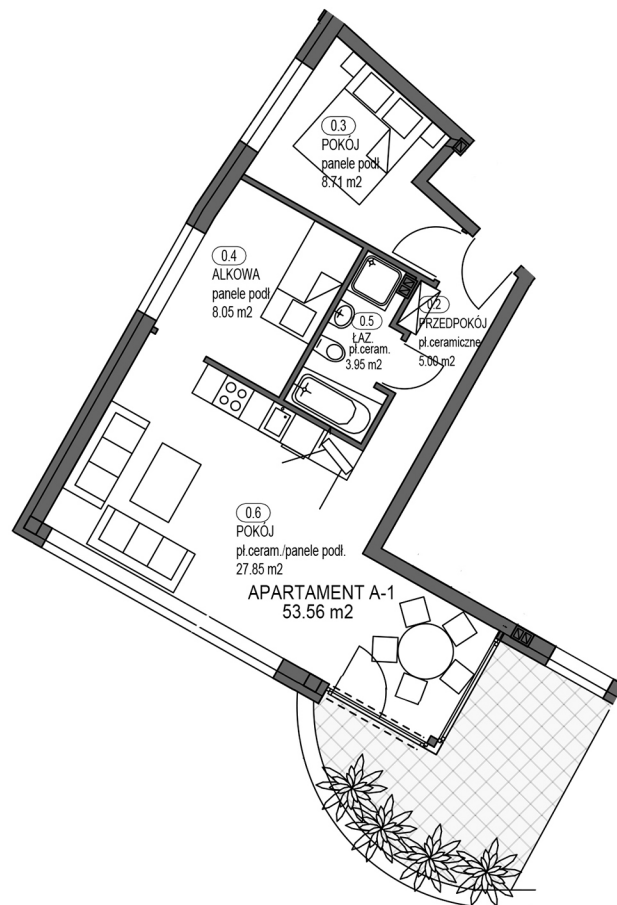 0.3
POKÓJ
panele podł.
8.71 m2
0.4
ALKOWA
panele podł.
8.05 m2
0.2
PRZEDPOKÓJ
pł.ceramiczne
5.00 m2
0.5
ŁAZ.
pł.ceram.
3.95 m2
0.6
POKÓJ
pł.ceram./panele podł.
27.85 m2
APARTAMENT A-1
53.56 m2